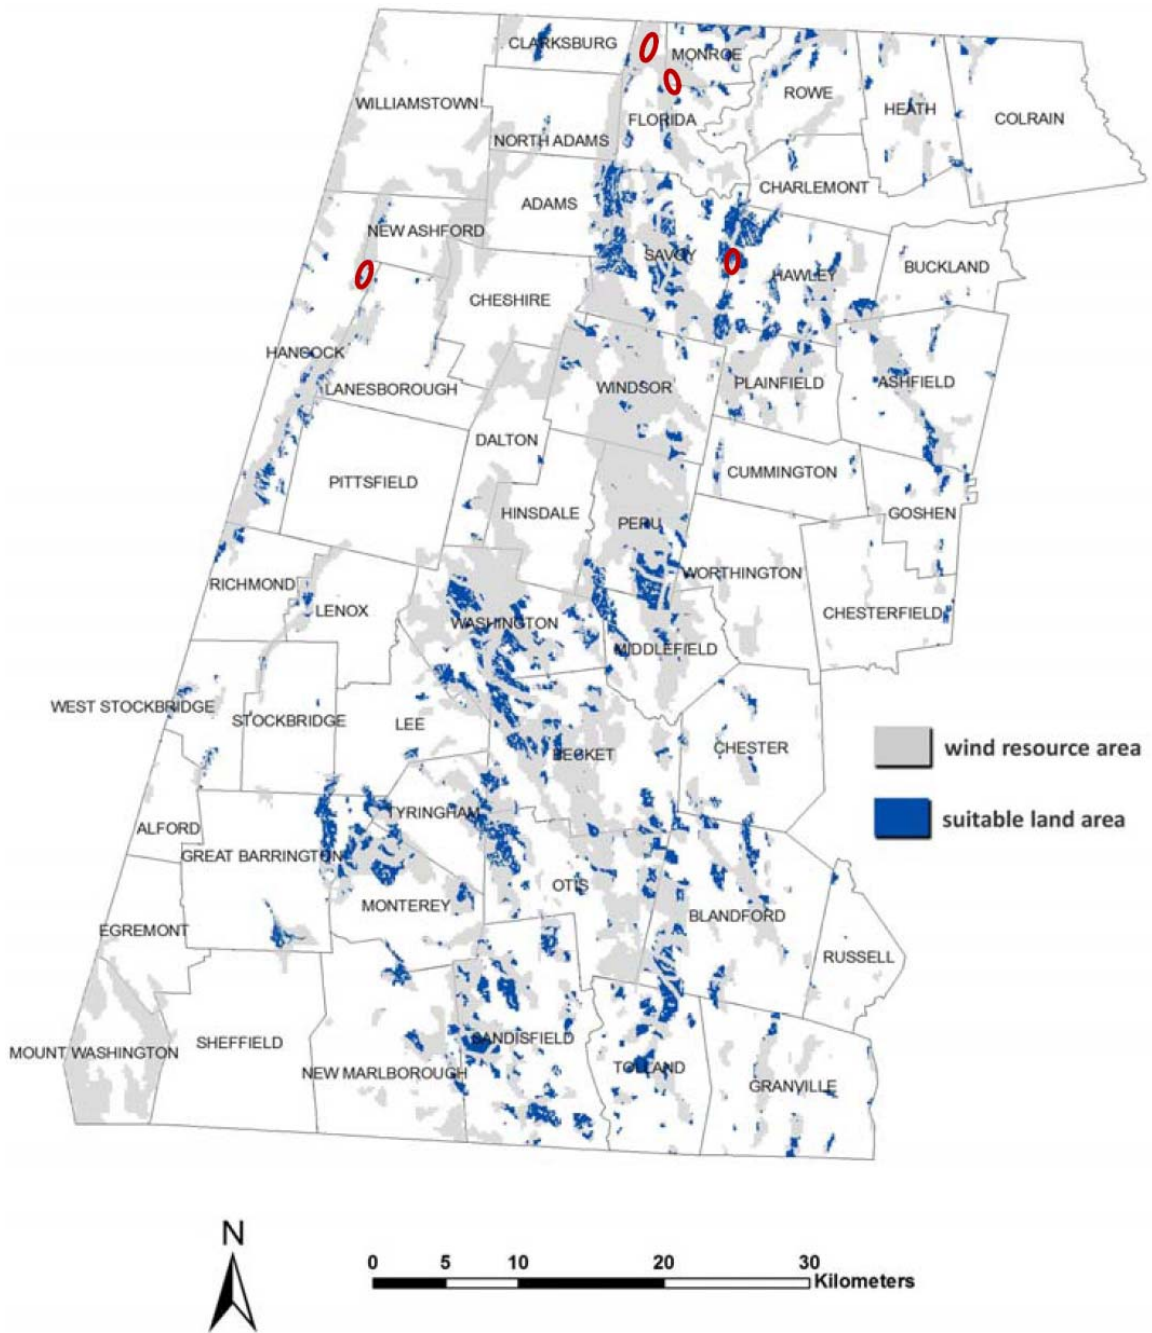 CLARKSBURG
MONROE
WILLIAMSTOWN
ROWE
HEATH
COLRAIN
NORTH ADAMS
FLORIDA
CHARLEMONT
ADAMS
NEW ASHFORD
SAVOY
HAWLEY
BUCKLAND
CHESHIRE
HANCOCK
LANESBOROUGH
WINDSOR
PLAINFIELD
ASHFIELD
DALTON
CUMMINGTON
PITTSFIELD
HINSDALE
PERU
GOSHEN
RICHMOND
LENOX
WORTHINGTON
WASHINGTON
CHESTERFIELD
MIDDLEFIELD
WEST STOCKBRIDGE
STOCKBRIDGE
LEE
BECKET
CHESTER
wind resource area
suitable land area
TYRINGHAM
ALFORD
GREAT BARRINGTON
OTIS
MONTEREY
BLANDFORD
EGREMONT
RUSSELL
MOUNT WASHINGTON
SHEFFIELD
SANDISFIELD
NEW MARLBOROUGH
TOLLAND
GRANVILLE
N
0 5 10 20 30
Kilometers